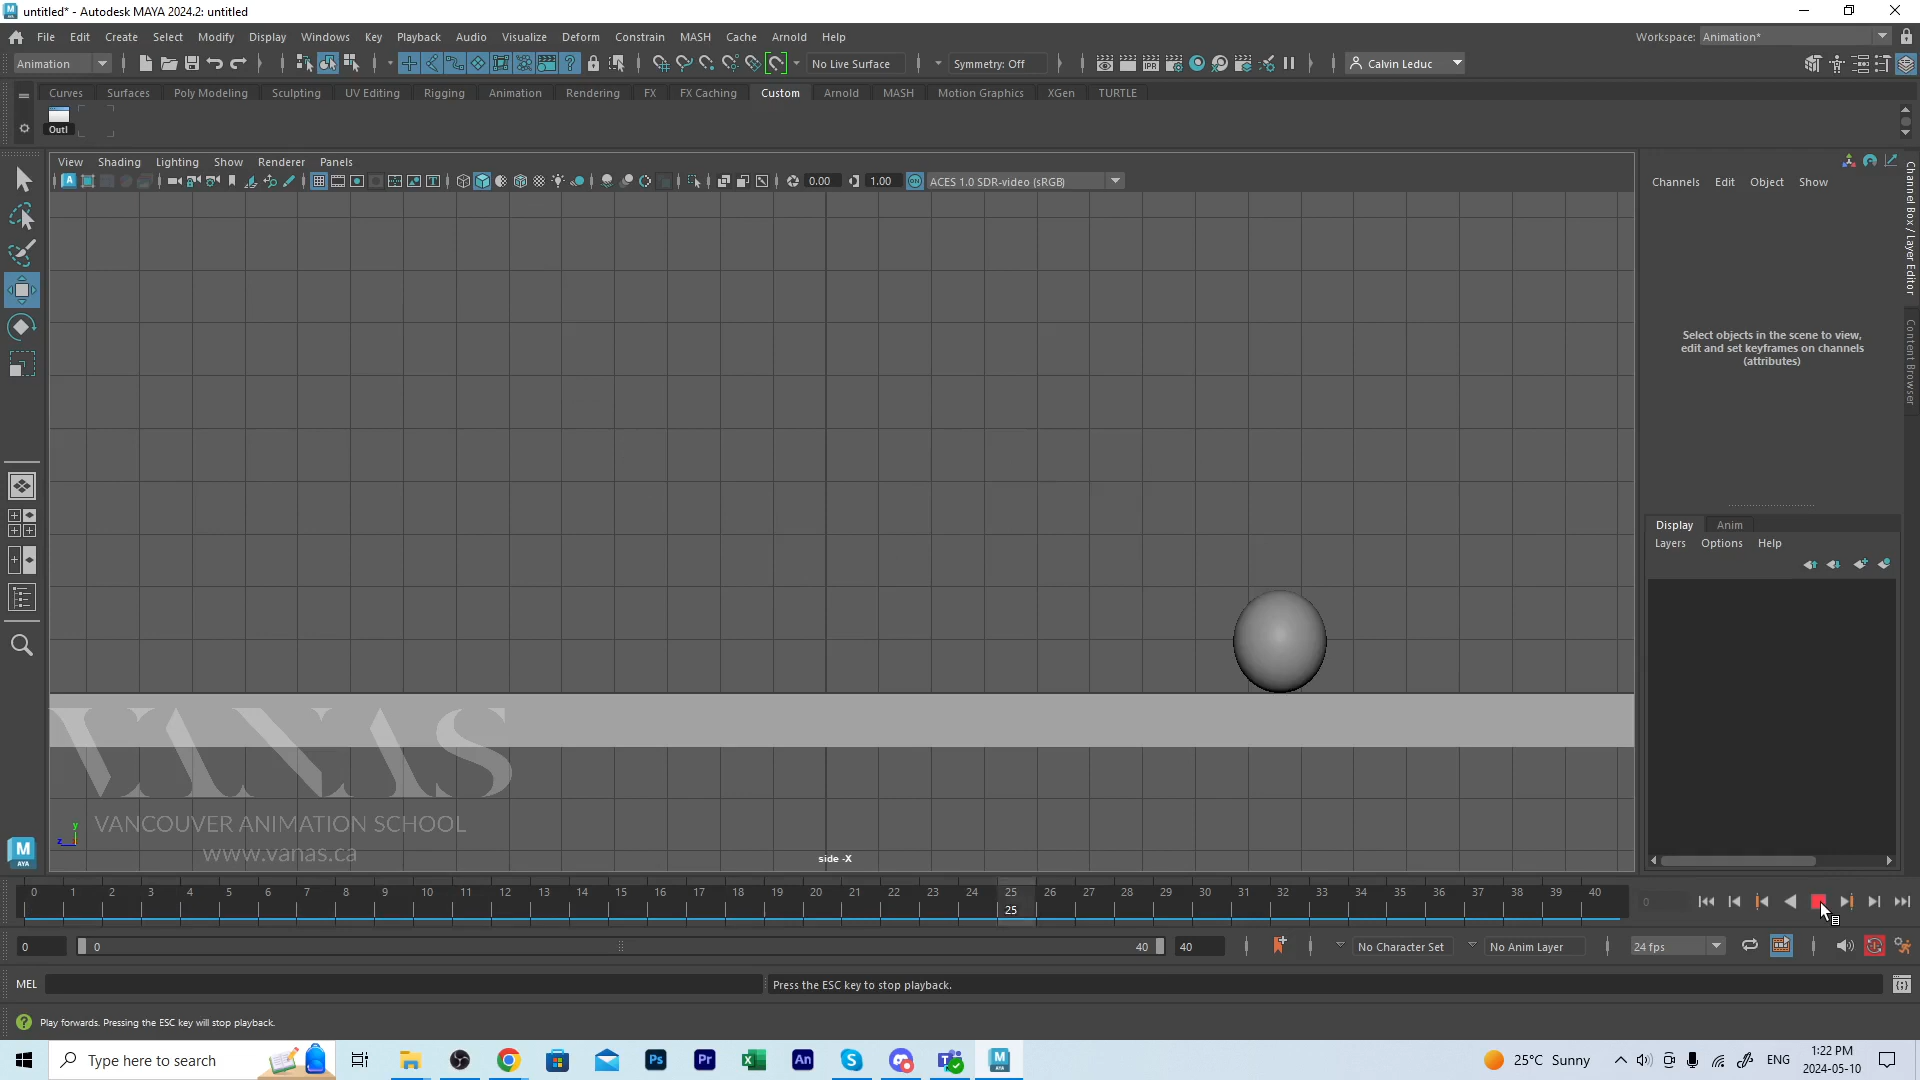 untitled* - Autodesk MAYA 2024.2: untitled
File Edit Create Select Modify Display Windows Key Playback Audio Visualize Deform Constrain MASH Cache Arnold Help
Workspace: Animation*
Animation
No Live Surface
Symmetry: Off
Calvin Leduc
Curves Surfaces Poly Modeling Sculpting UV Editing Rigging Animation Rendering FX FX Caching Custom Arnold MASH Motion Graphics XGen TURTLE
Outl
View Shading Lighting Show Renderer Panels
0.00 1.00 ACES 1.0 SDR-video (sRGB)
Channels Edit Object Show
Channel Box / Layer Editor
Content Browser
Select objects in the scene to view,
edit and set keyframes on channels
(attributes)
Display Anim
Layers Options Help
VANAS
VANCOUVER ANIMATION SCHOOL
www.vanas.ca
y
z
side -X
M
AYA
0 1 2 3 4 5 6 7 8 9 10 11 12 13 14 15 16 17 18 19 20 21 22 23 24 25 26 27 28 29 30 31 32 33 34 35 36 37 38 39 40
25
0
0 0 40 40 No Character Set No Anim Layer 24 fps
MEL Press the ESC key to stop playback.
Play forwards. Pressing the ESC key will stop playback.
Type here to search
Ps Pr An
25°C Sunny
ENG
1:22 PM
2024-05-10